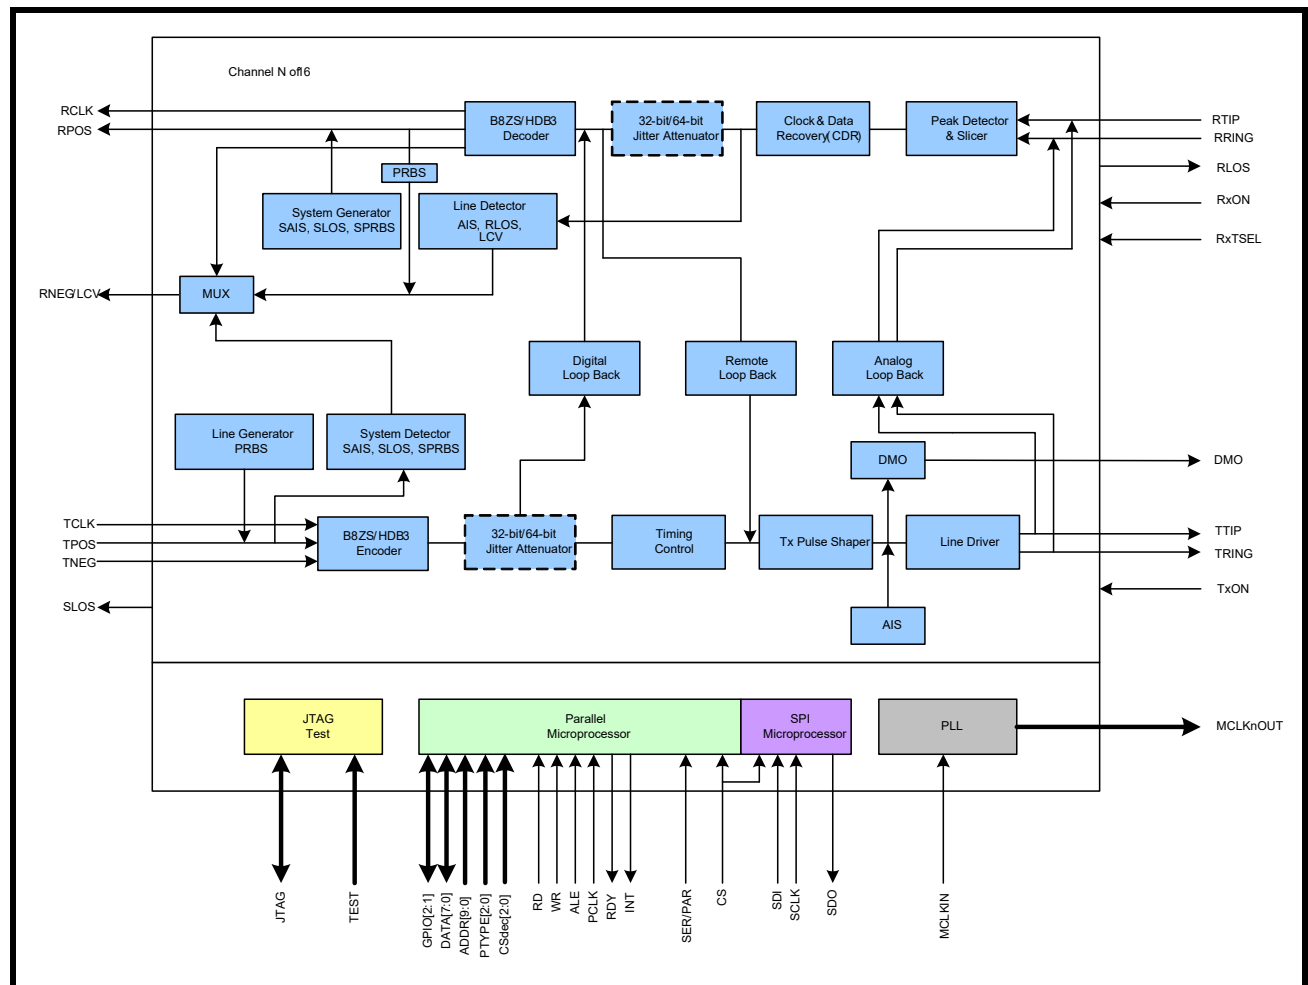 Channel N of16
RCLK
RPOS
B8ZS/HDB3
Decoder
32-bit/64-bit
Jitter Attenuator
Clock & Data
Recovery(CDR)
Peak Detector
& Slicer
RTIP
RRING
RLOS
RxON
RxTSEL
PRBS
System Generator
SAIS, SLOS, SPRBS
Line Detector
AIS, RLOS,
LCV
RNEG/LCV
MUX
Digital
Loop Back
Remote
Loop Back
Analog
Loop Back
Line Generator
PRBS
System Detector
SAIS, SLOS, SPRBS
DMO
DMO
TCLK
TPOS
TNEG
B8ZS/HDB3
Encoder
32-bit/64-bit
Jitter Attenuator
Timing
Control
Tx Pulse Shaper
Line Driver
TTIP
TRING
TxON
SLOS
AIS
JTAG
Test
Parallel
Microprocessor
SPI
Microprocessor
PLL
MCLKnOUT
JTAG
TEST
GPIO[2:1]
DATA[7:0]
ADDR[9:0]
PTYPE[2:0]
CSdec[2:0]
RD
WR
ALE
PCLK
RDY
INT
SER/PAR
CS
SDI
SCLK
SDO
MCLKIN